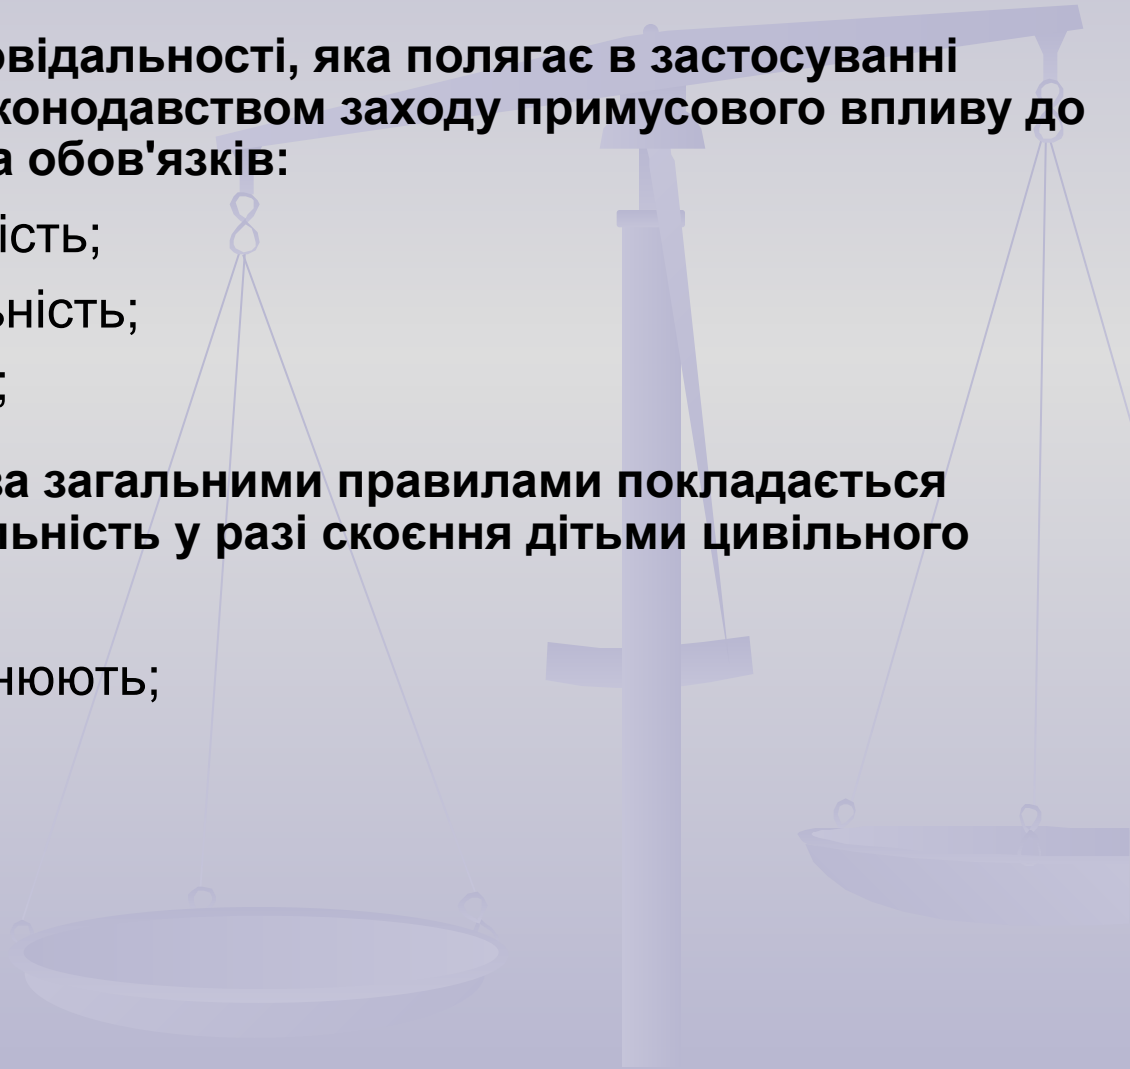 овідальності, яка полягає в застосуванні
конодавством заходу примусового впливу до
а обов'язків:
ість;
ьність;
;
за загальними правилами покладається
льність у разі скоєння дітьми цивільного
нюють;